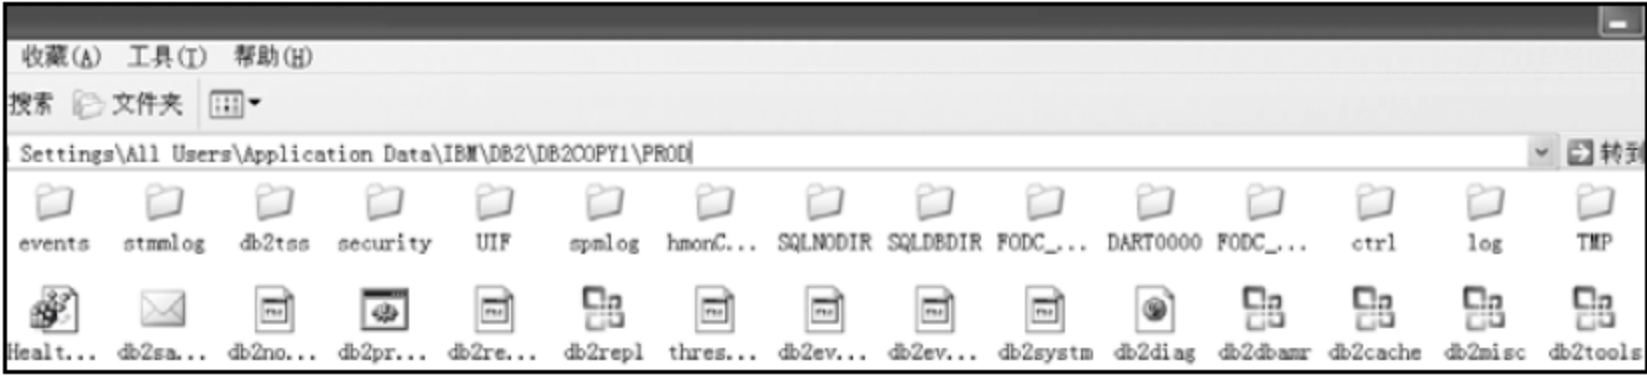 收藏(A) 工具(T) 帮助(H)
搜索 文件夹
Settings\All Users\Application Data\IBM\DB2\DB2COPY1\PROD 转到
events stmmlog db2tss security UIF spmlog hmonC... SQLNODIR SQLDBDIR FODC_... DART0000 FODC_... ctrl log TMP
Healt... db2sa... db2no... db2pr... db2re... db2repl thres... db2ev... db2ev... db2systm db2diag db2dbamr db2cache db2misc db2tools